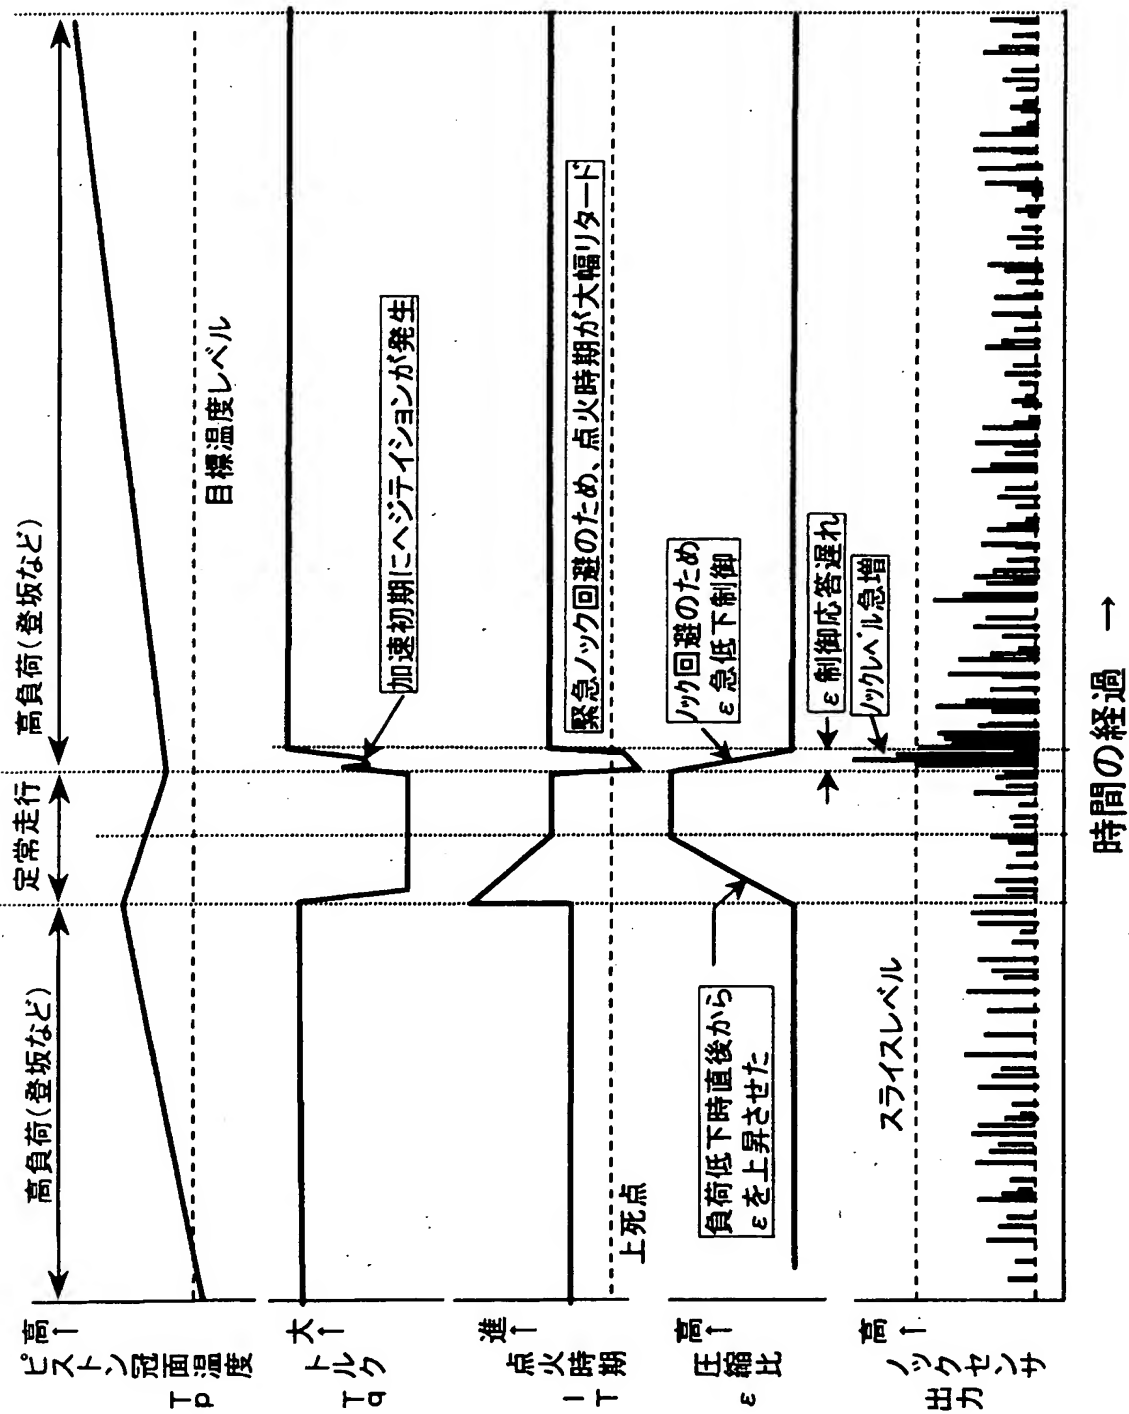 高負荷(登坂など)
定常走行
高負荷(登坂など)
高↑
ピストン冠面温度
Tp
目標温度レベル
大↑
トルク
Tq
加速初期にヘジテイションが発生
進↑
点火時期
IT
緊急ノック回避のため、点火時期が大幅リタード
上死点
高↑
圧縮比
ε
負荷低下時直後から
εを上昇させた
ノック回避のため
ε急低下制御
ε制御応答遅れ
ノックレベル急増
高↑
ノックセンサ
出力
スライスレベル
時間の経過 →